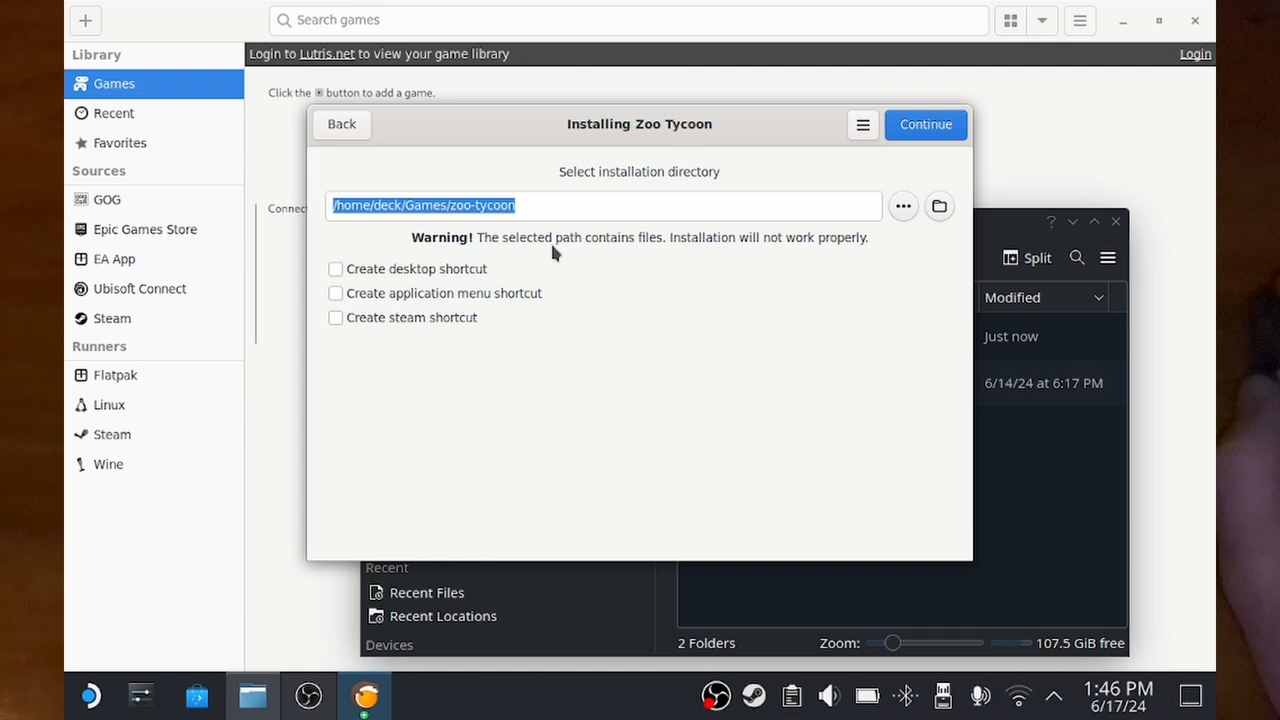 Search games
Library
Login to Lutris.net to view your game library
Login
Games
Click the button to add a game.
Recent
Favorites
Sources
GOG
Epic Games Store
EA App
Ubisoft Connect
Steam
Runners
Flatpak
Linux
Steam
Wine
Connec
Back
Installing Zoo Tycoon
Continue
Select installation directory
/home/deck/Games/zoo-tycoon
Warning! The selected path contains files. Installation will not work properly.
Create desktop shortcut
Create application menu shortcut
Create steam shortcut
Split
Modified
Just now
6/14/24 at 6:17 PM
Recent
Recent Files
Recent Locations
Devices
2 Folders
Zoom:
107.5 GiB free
1:46 PM
6/17/24